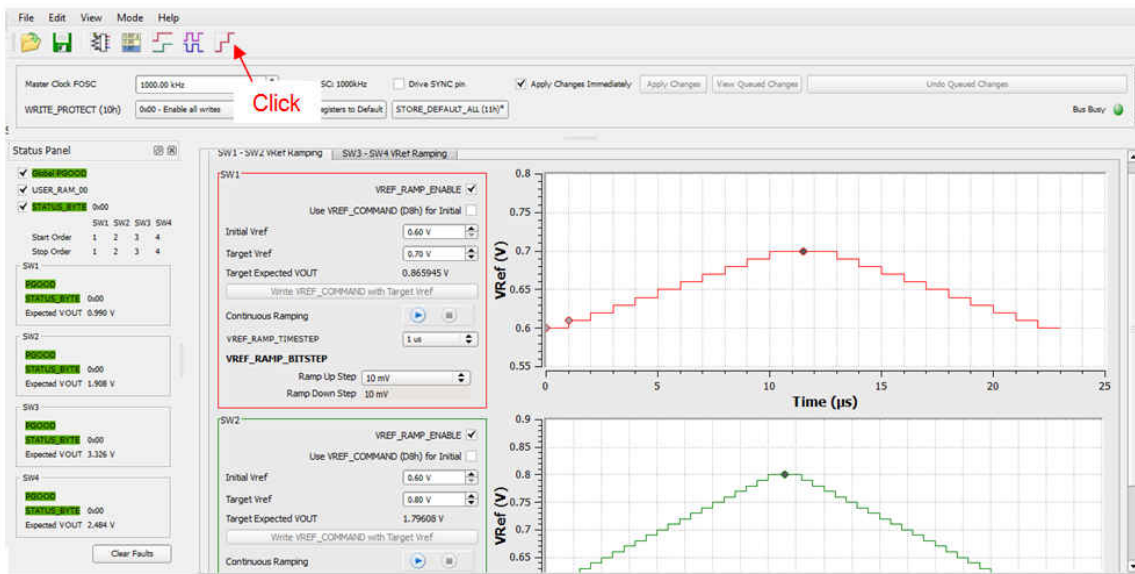 File Edit View Mode Help
Click
Master Clock FOSC 1000.00 kHz SC: 1000kHz Drive SYNC pin Apply Changes Immediately Apply Changes View Queued Changes Undo Queued Changes
WRITE_PROTECT (10h) 0x00 - Enable all writes egisters to Default STORE_DEFAULT_ALL (11h)* Bus Busy
Status Panel
Global PGOOD
USER_RAM_00
STATUS_BYTE 0x00
SW1 SW2 SW3 SW4
Start Order 1 2 3 4
Stop Order 1 2 3 4
SW1
PGOOD
STATUS_BYTE 0x00
Expected VOUT 0.990 V
SW2
PGOOD
STATUS_BYTE 0x00
Expected VOUT 1.908 V
SW3
PGOOD
STATUS_BYTE 0x00
Expected VOUT 3.326 V
SW4
PGOOD
STATUS_BYTE 0x00
Expected VOUT 2.484 V
Clear Faults
SW1 - SW2 VRef Ramping SW3 - SW4 VRef Ramping
SW1
VREF_RAMP_ENABLE
Use VREF_COMMAND (D8h) for Initial
Initial Vref 0.60 V
Target Vref 0.70 V
Target Expected VOUT 0.865945 V
Write VREF_COMMAND with Target Vref
Continuous Ramping
VREF_RAMP_TIMESTEP 1 us
VREF_RAMP_BITSTEP
Ramp Up Step 10 mV
Ramp Down Step 10 mV
0.8
0.75
0.7
0.65
0.6
0.55
VRef (V)
0 5 10 15 20 25
Time (µs)
SW2
VREF_RAMP_ENABLE
Use VREF_COMMAND (D8h) for Initial
Initial Vref 0.60 V
Target Vref 0.80 V
Target Expected VOUT 1.79608 V
Write VREF_COMMAND with Target Vref
Continuous Ramping
0.9
0.85
0.8
0.75
0.7
0.65
VRef (V)